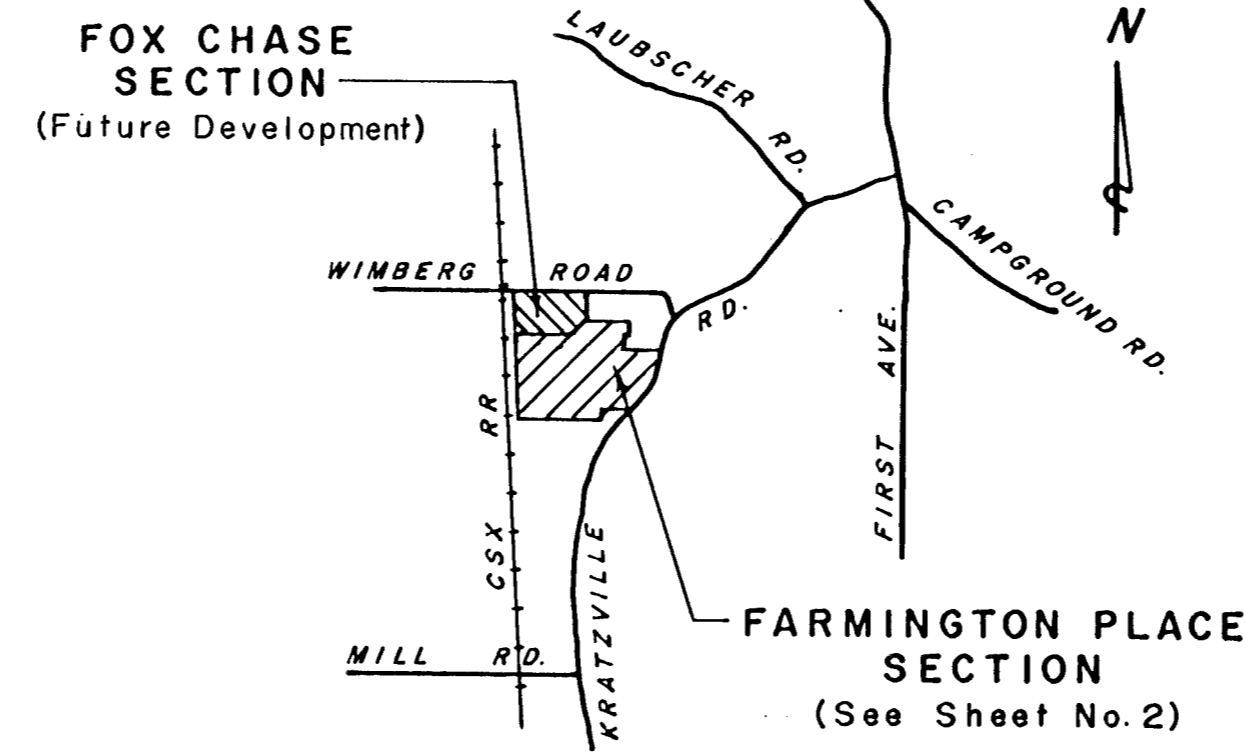 FOX CHASE
SECTION
(Future Development)
LAUBSCHER RD.
N
CAMPGROUND RD.
WIMBERG ROAD
RD.
FIRST AVE.
CSX RR
KRATZVILLE
MILL RD.
FARMINGTON PLACE
SECTION
(See Sheet No. 2)